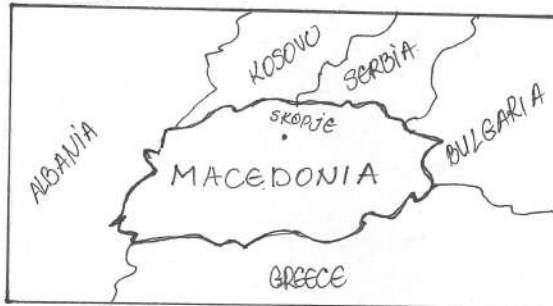 KOSOVO
SERBIA
SKOPJE
ALBANIA
BULGARIA
MACEDONIA
GREECE